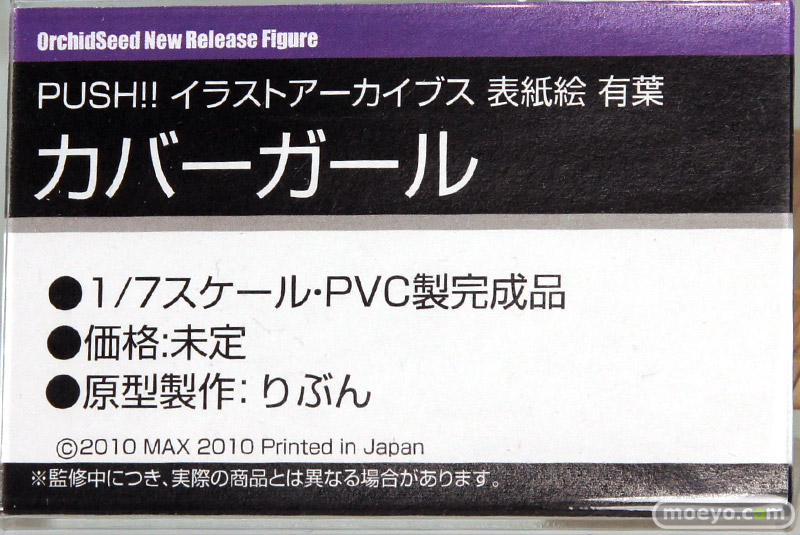 OrchidSeed New Release Figure
PUSH!! イラストアーカイブス 表紙絵 有葉
カバーガール
●1/7スケール・PVC製完成品
●価格:未定
●原型製作: りぶん
©2010 MAX 2010 Printed in Japan
※監修中につき、実際の商品とは異なる場合があります。
moeyo.com